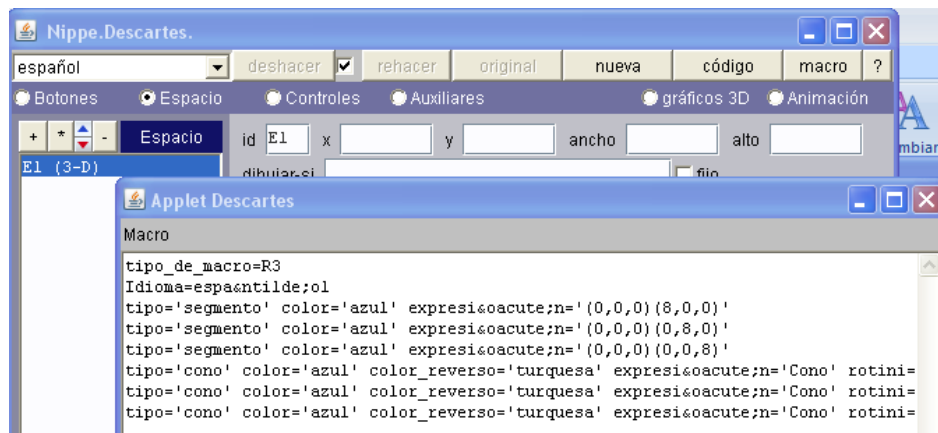 Nippe.Descartes.
español deshacer rehacer original nueva código macro ?
Botones Espacio Controles Auxiliares gráficos 3D Animación
+ * - Espacio id E1 x y ancho alto
mbiar
E1 (3-D) dibujar-si fijo
Applet Descartes
Macro
tipo_de_macro=R3
Idioma=espa&ntilde;ol
tipo='segmento' color='azul' expresi&oacute;n='(0,0,0)(8,0,0)'
tipo='segmento' color='azul' expresi&oacute;n='(0,0,0)(0,8,0)'
tipo='segmento' color='azul' expresi&oacute;n='(0,0,0)(0,0,8)'
tipo='cono' color='azul' color_reverso='turquesa' expresi&oacute;n='Cono' rotini=
tipo='cono' color='azul' color_reverso='turquesa' expresi&oacute;n='Cono' rotini=
tipo='cono' color='azul' color_reverso='turquesa' expresi&oacute;n='Cono' rotini=